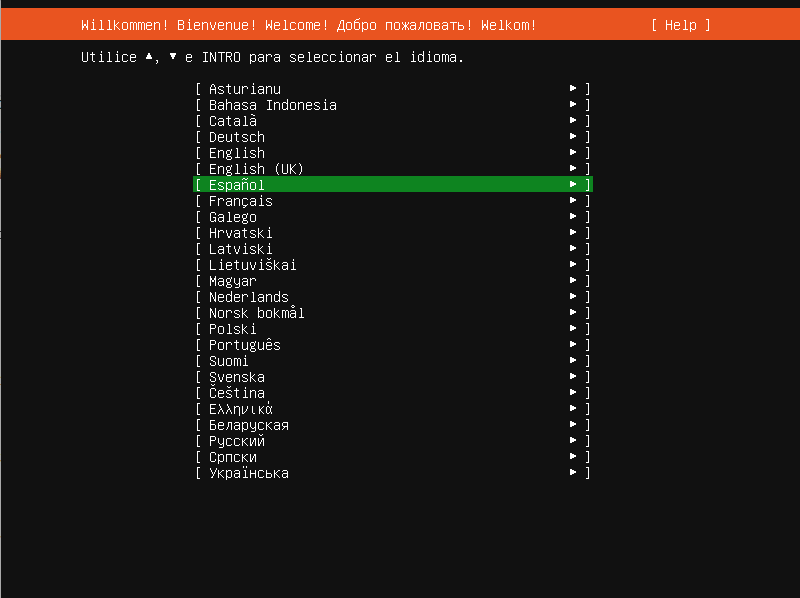 Willkommen! Bienvenue! Welcome! Добро пожаловать! Welkom! [ Help ]
Utilice ▲, ▼ e INTRO para seleccionar el idioma.
[ Asturianu ▸ ]
[ Bahasa Indonesia ▸ ]
[ Català ▸ ]
[ Deutsch ▸ ]
[ English ▸ ]
[ English (UK) ▸ ]
[ Español ▸ ]
[ Français ▸ ]
[ Galego ▸ ]
[ Hrvatski ▸ ]
[ Latviski ▸ ]
[ Lietuviškai ▸ ]
[ Magyar ▸ ]
[ Nederlands ▸ ]
[ Norsk bokmål ▸ ]
[ Polski ▸ ]
[ Português ▸ ]
[ Suomi ▸ ]
[ Svenska ▸ ]
[ Čeština ▸ ]
[ Ελληνικά ▸ ]
[ Беларуская ▸ ]
[ Русский ▸ ]
[ Српски ▸ ]
[ Українська ▸ ]